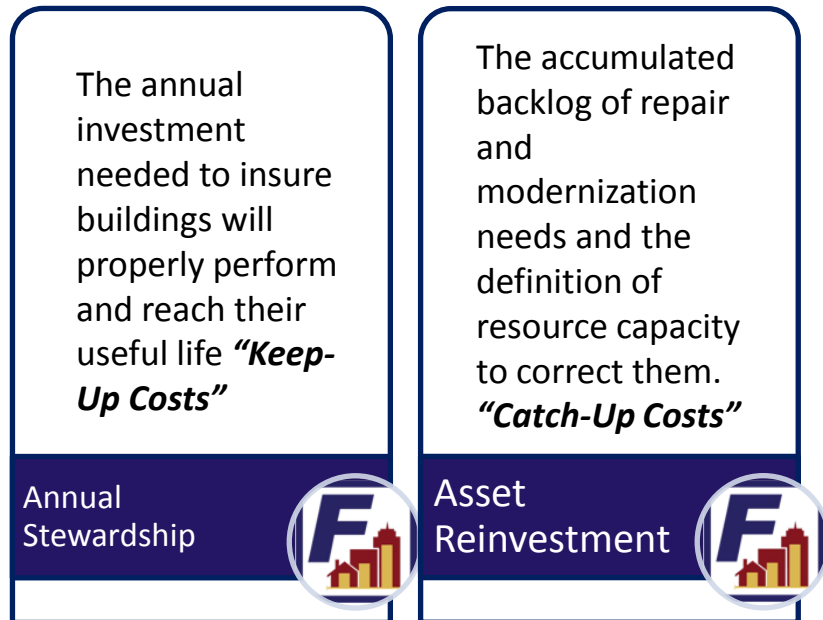 The annual
investment
needed to insure
buildings will
properly perform
and reach their
useful life “Keep-
Up Costs”
Annual
Stewardship
F
The accumulated
backlog of repair
and
modernization
needs and the
definition of
resource capacity
to correct them.
“Catch-Up Costs”
Asset
Reinvestment
F